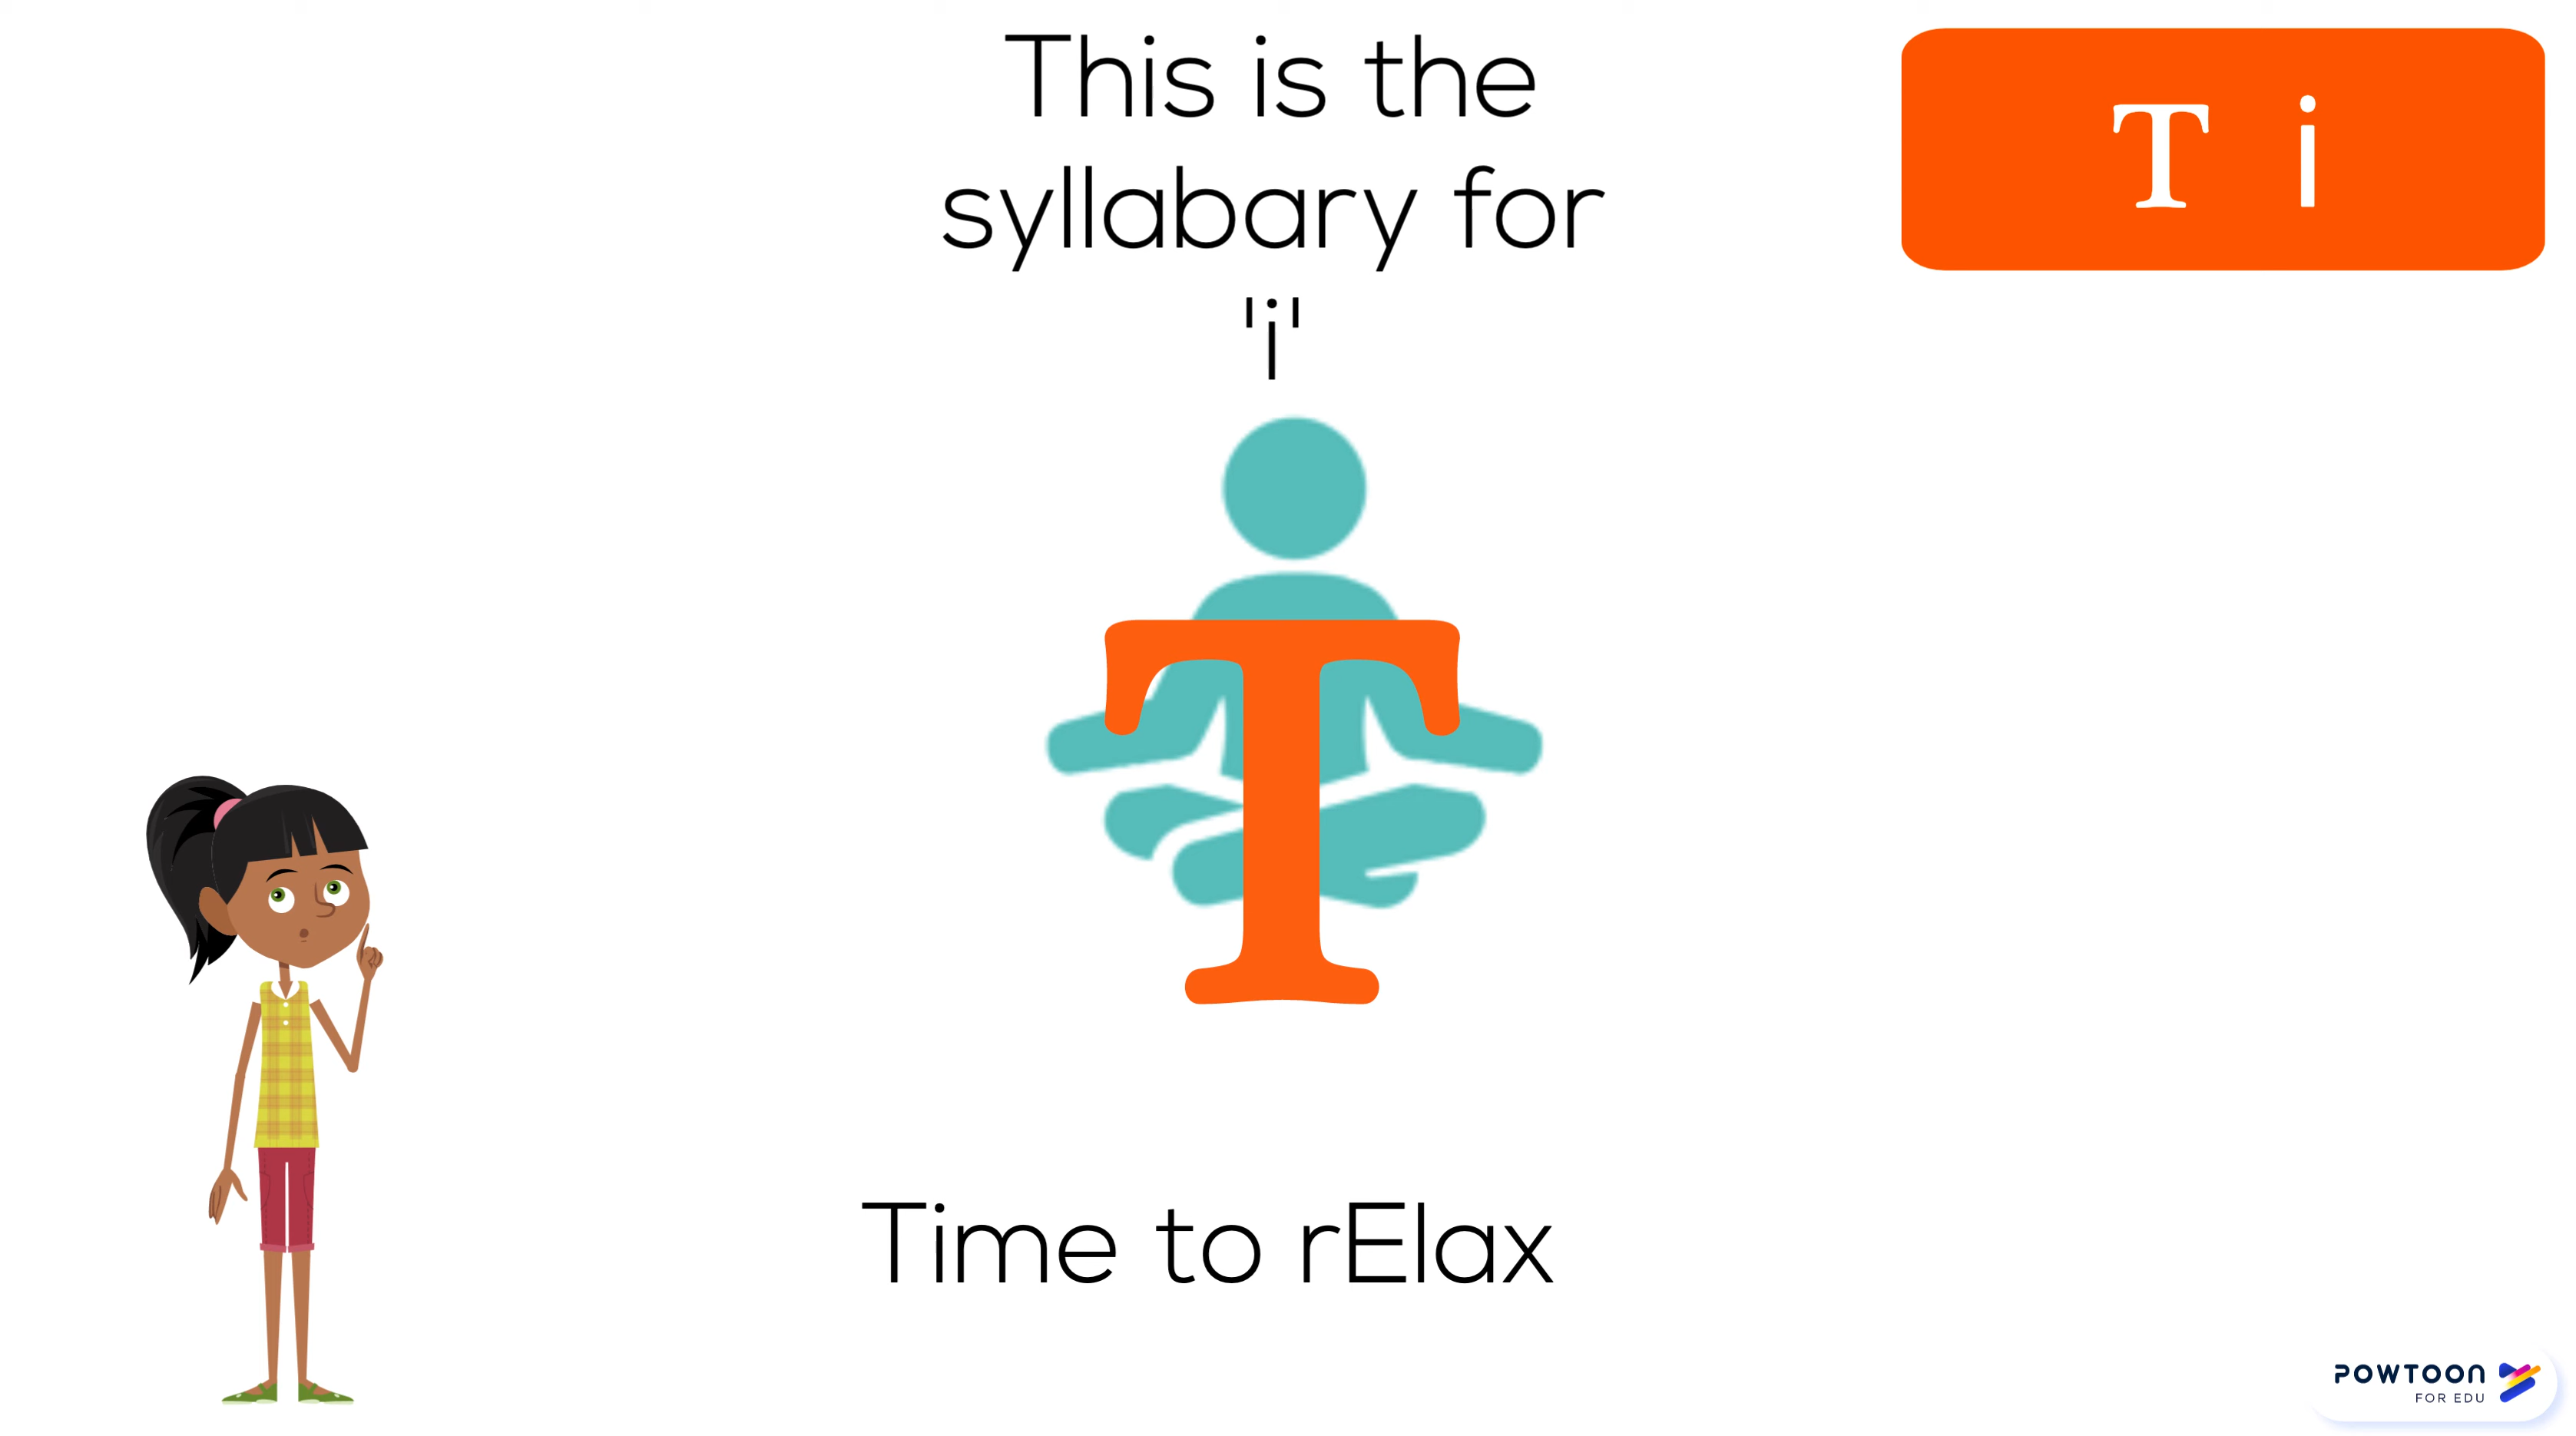 This is the
syllabary for
'i'
Ꭲ i
Ꭲ
Time to rElax
POWTOON
FOR EDU